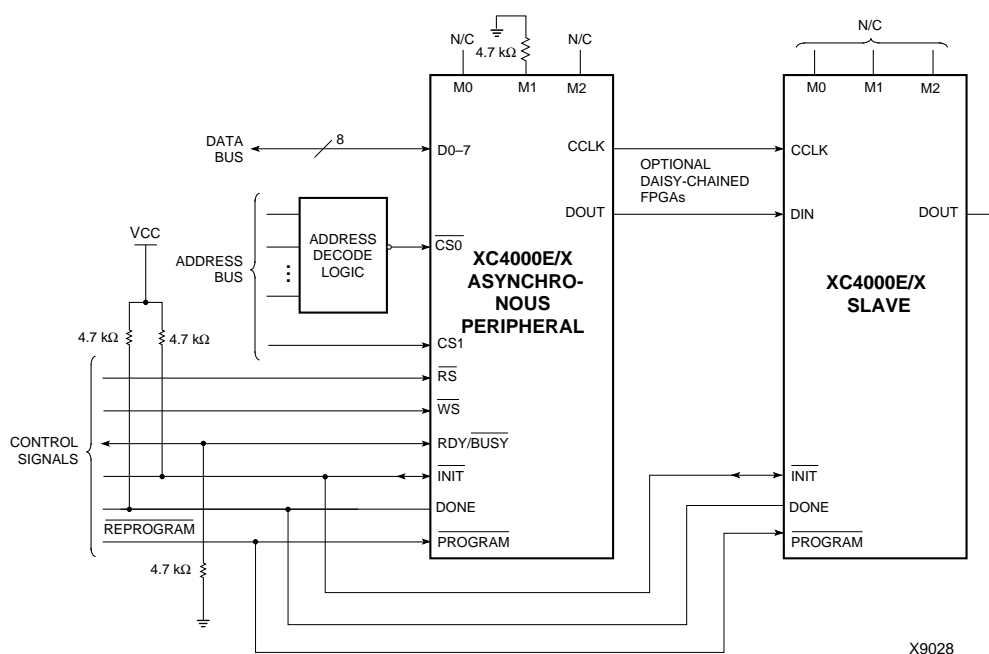 N/C
4.7 kΩ
N/C
N/C
M0
M1
M2
M0
M1
M2
DATA
BUS
8
D0–7
CCLK
CCLK
OPTIONAL
DAISY-CHAINED
FPGAs
DOUT
DIN
DOUT
VCC
ADDRESS
BUS
ADDRESS
DECODE
LOGIC
CS0
XC4000E/X
ASYNCHRO-
NOUS
PERIPHERAL
XC4000E/X
SLAVE
4.7 kΩ
4.7 kΩ
CS1
RS
WS
CONTROL
SIGNALS
RDY/BUSY
INIT
INIT
DONE
DONE
REPROGRAM
PROGRAM
PROGRAM
4.7 kΩ
X9028